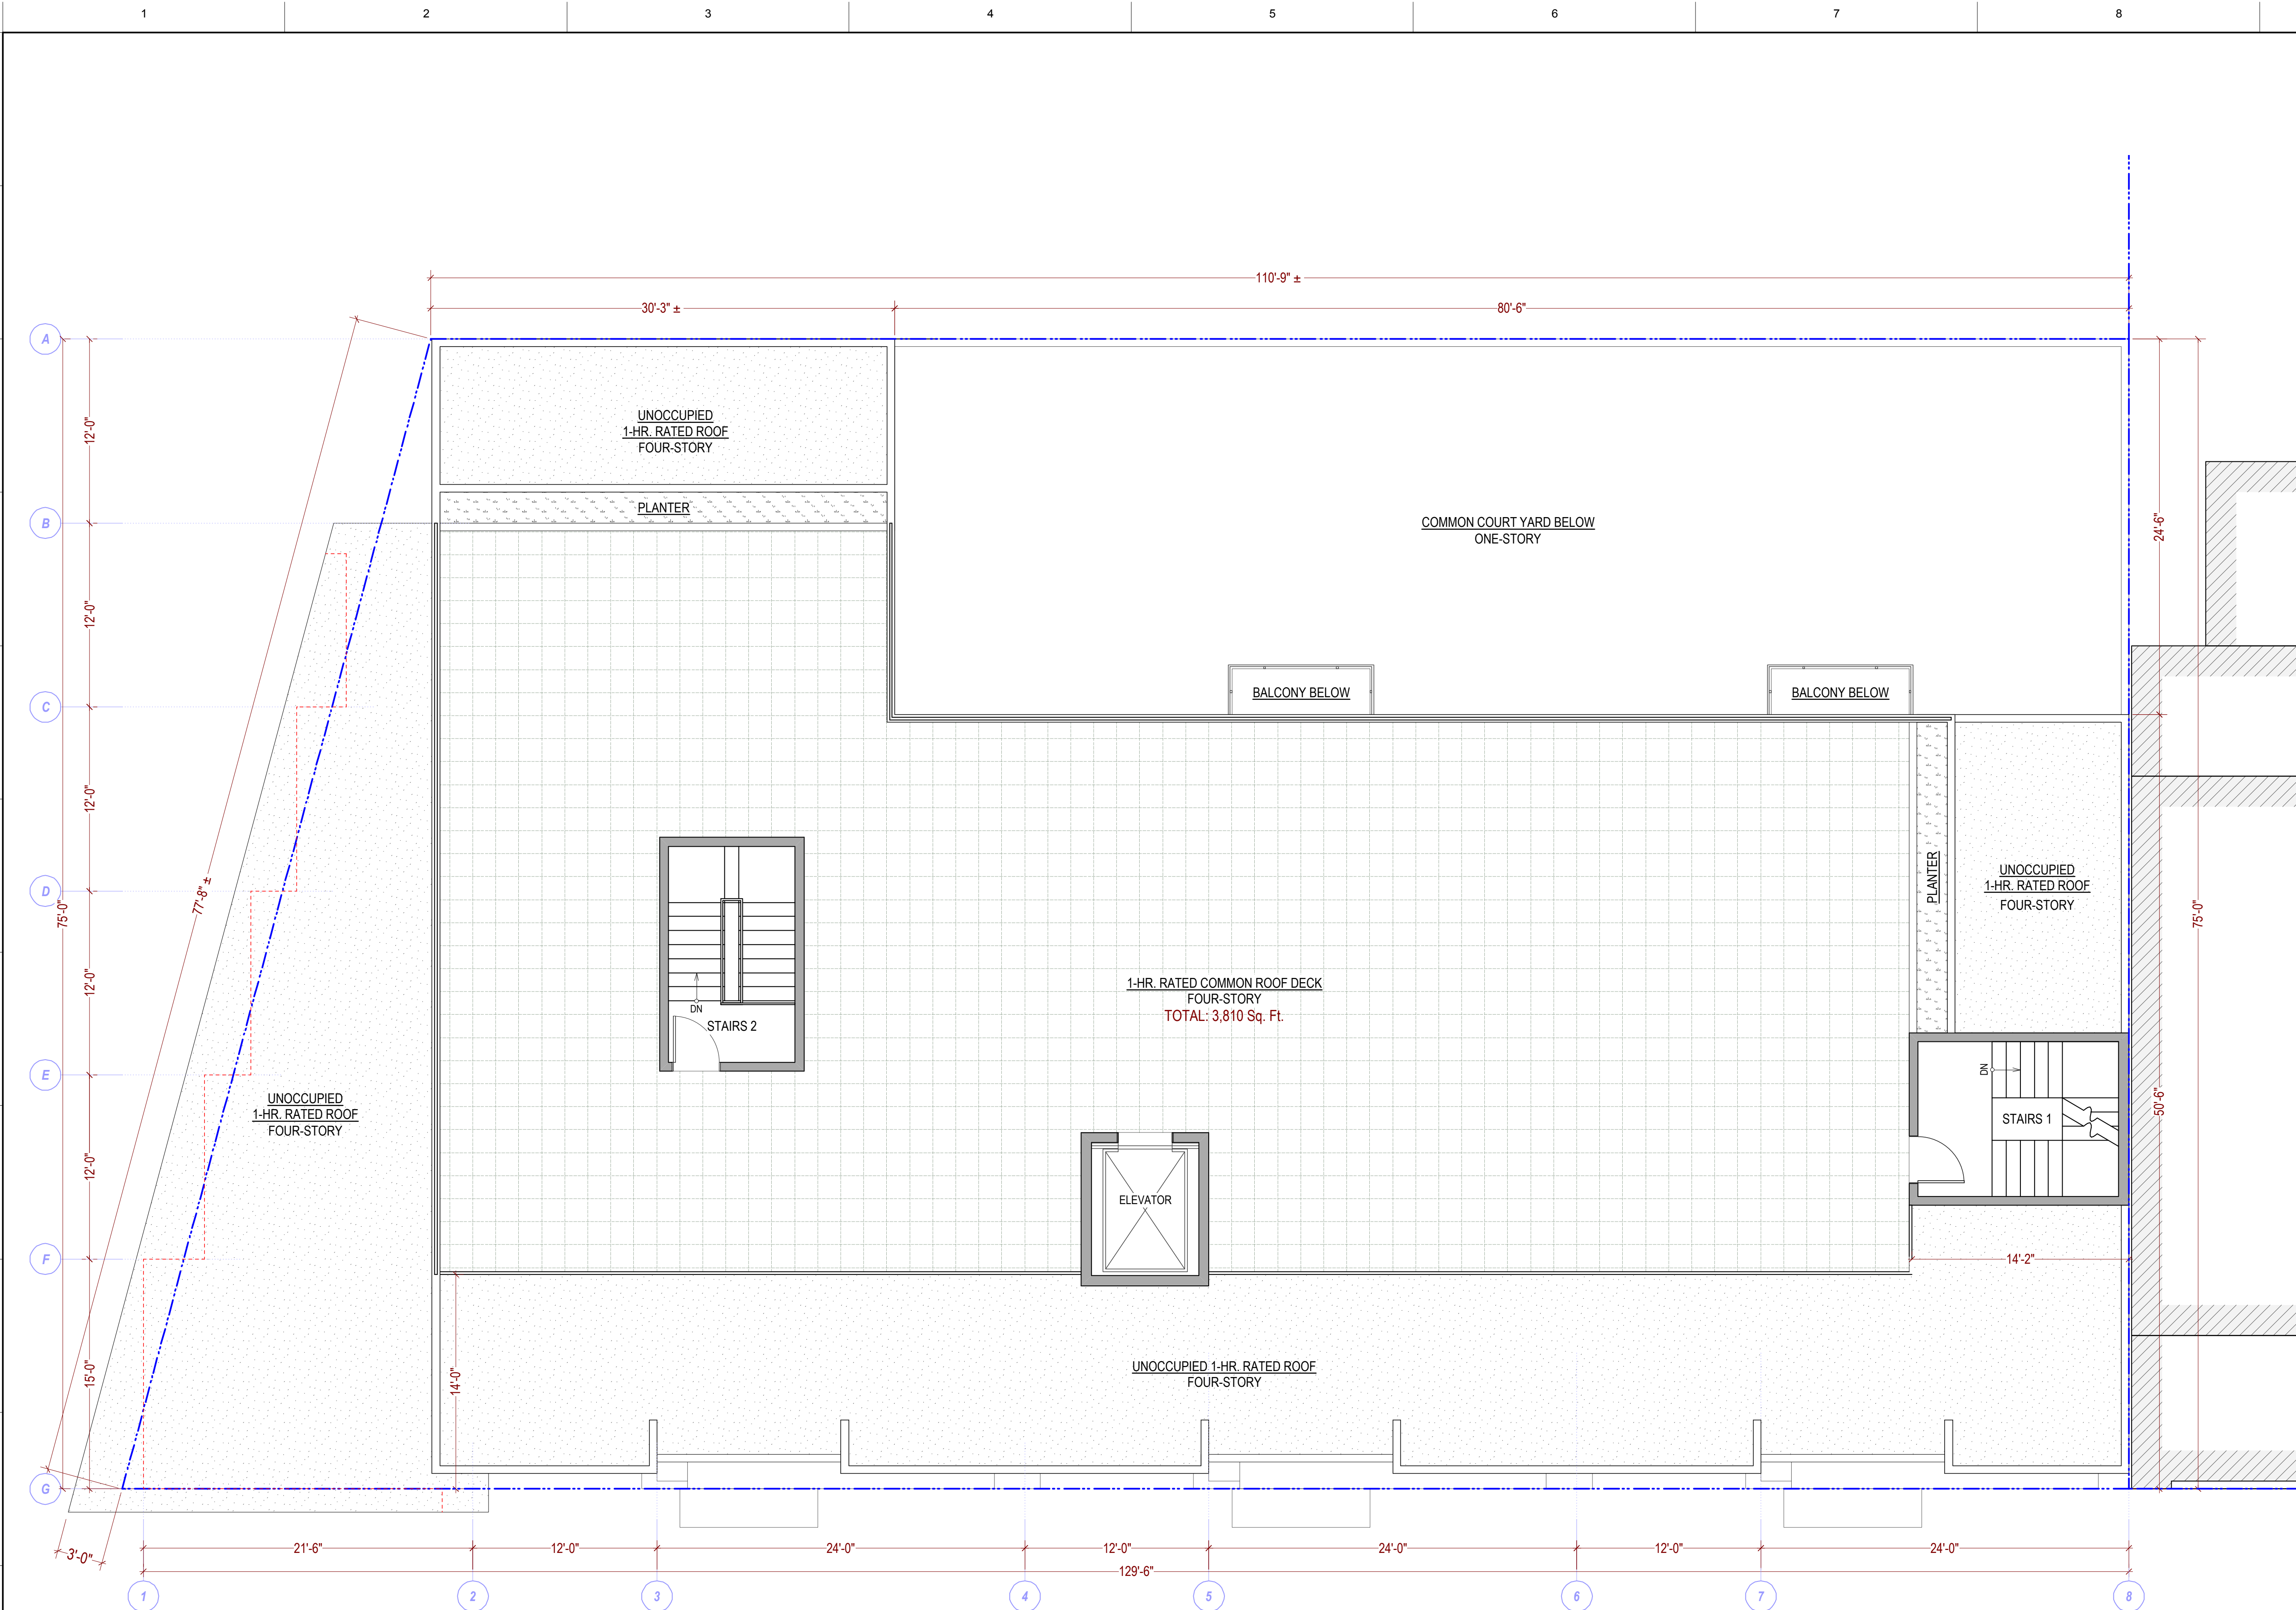 1 2 3 4 5 6 7 8
110'-9" ±
30'-3" ± 80'-6"
A
12'-0"
UNOCCUPIED
1-HR. RATED ROOF
FOUR-STORY
PLANTER
B
COMMON COURT YARD BELOW
ONE-STORY
24'-6"
12'-0"
BALCONY BELOW BALCONY BELOW
C
12'-0"
77'-8" ±
D
75'-0"
PLANTER
UNOCCUPIED
1-HR. RATED ROOF
FOUR-STORY
75'-0"
12'-0"
1-HR. RATED COMMON ROOF DECK
FOUR-STORY
TOTAL: 3,810 Sq. Ft.
DN
STAIRS 2
E
DN
STAIRS 1
50'-6"
UNOCCUPIED
1-HR. RATED ROOF
FOUR-STORY
12'-0"
ELEVATOR
F
14'-2"
15'-0"
14'-0"
UNOCCUPIED 1-HR. RATED ROOF
FOUR-STORY
G
3'-0"
21'-6" 12'-0" 24'-0" 12'-0" 24'-0" 12'-0" 24'-0"
129'-6"
1 2 3 4 5 6 7 8